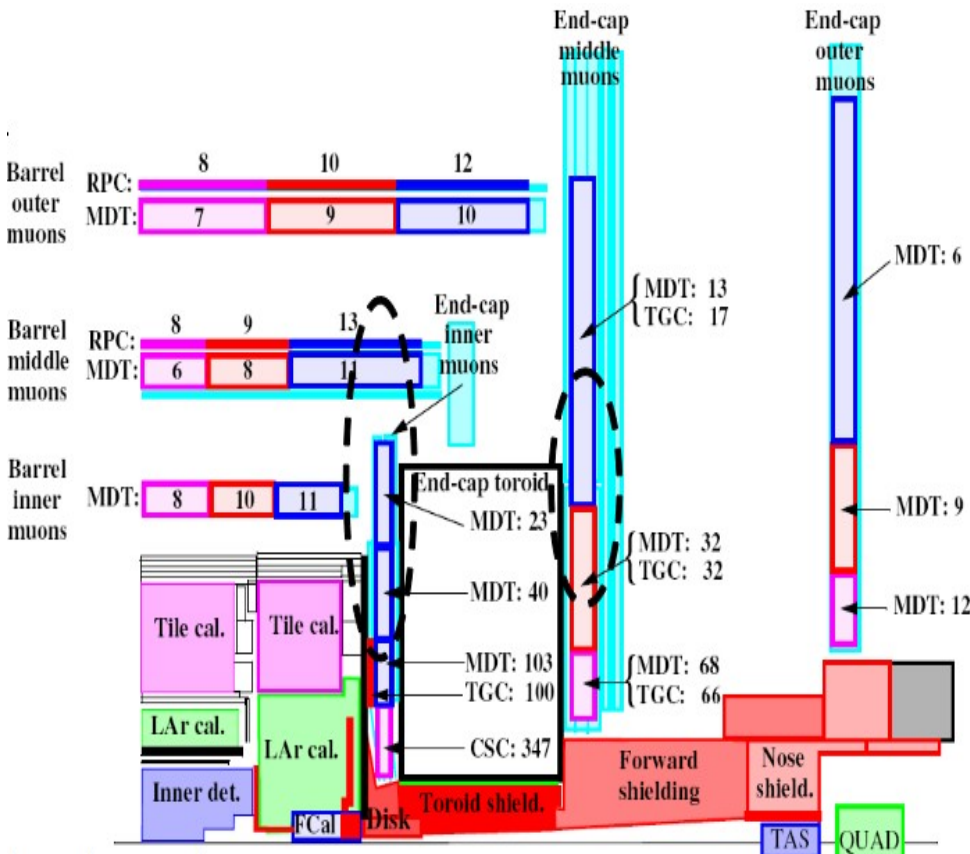 End-cap
middle
muons
End-cap
outer
muons
8 10 12
Barrel
outer
muons
RPC:
MDT: 7 9 10
Barrel
middle
muons
8 9 13
RPC:
MDT: 6 8 11
End-cap
inner
muons
MDT: 13
TGC: 17
MDT: 6
Barrel
inner
muons
MDT: 8 10 11
End-cap toroid
MDT: 23
MDT: 40
MDT: 103
TGC: 100
CSC: 347
MDT: 32
TGC: 32
MDT: 68
TGC: 66
MDT: 9
MDT: 12
Tile cal.
Tile cal.
LAr cal.
LAr cal.
Inner det.
FCal
Disk
Toroid shield.
Forward
shielding
Nose
shield.
TAS
QUAD